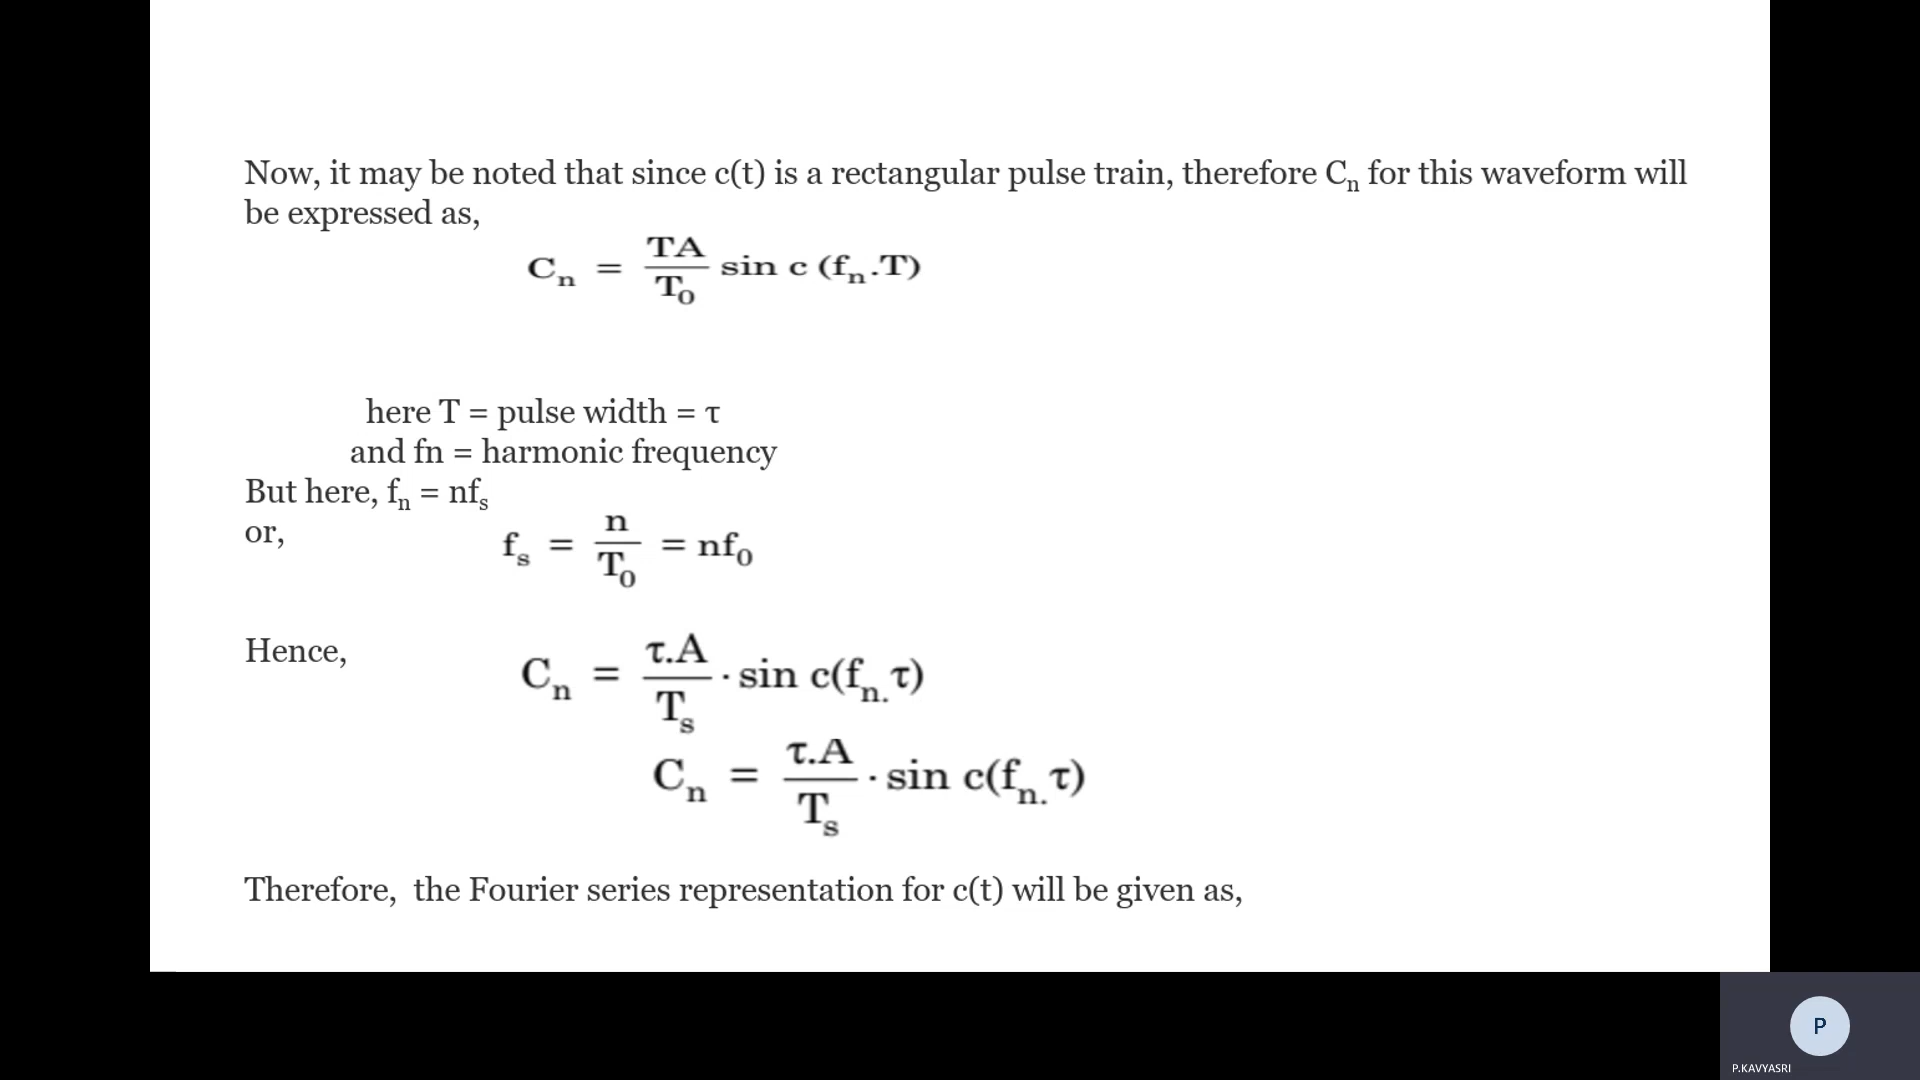 Now, it may be noted that since c(t) is a rectangular pulse train, therefore Cn for this waveform will
be expressed as,
Cn = TA/T0 sin c (fn.T)
here T = pulse width = τ
and fn = harmonic frequency
But here, fn = nfs
or,
fs = n/T0 = nf0
Hence,
Cn = τ.A/Ts · sin c(fn.τ)
Cn = τ.A/Ts · sin c(fn.τ)
Therefore,  the Fourier series representation for c(t) will be given as,
P
P.KAVYASRI